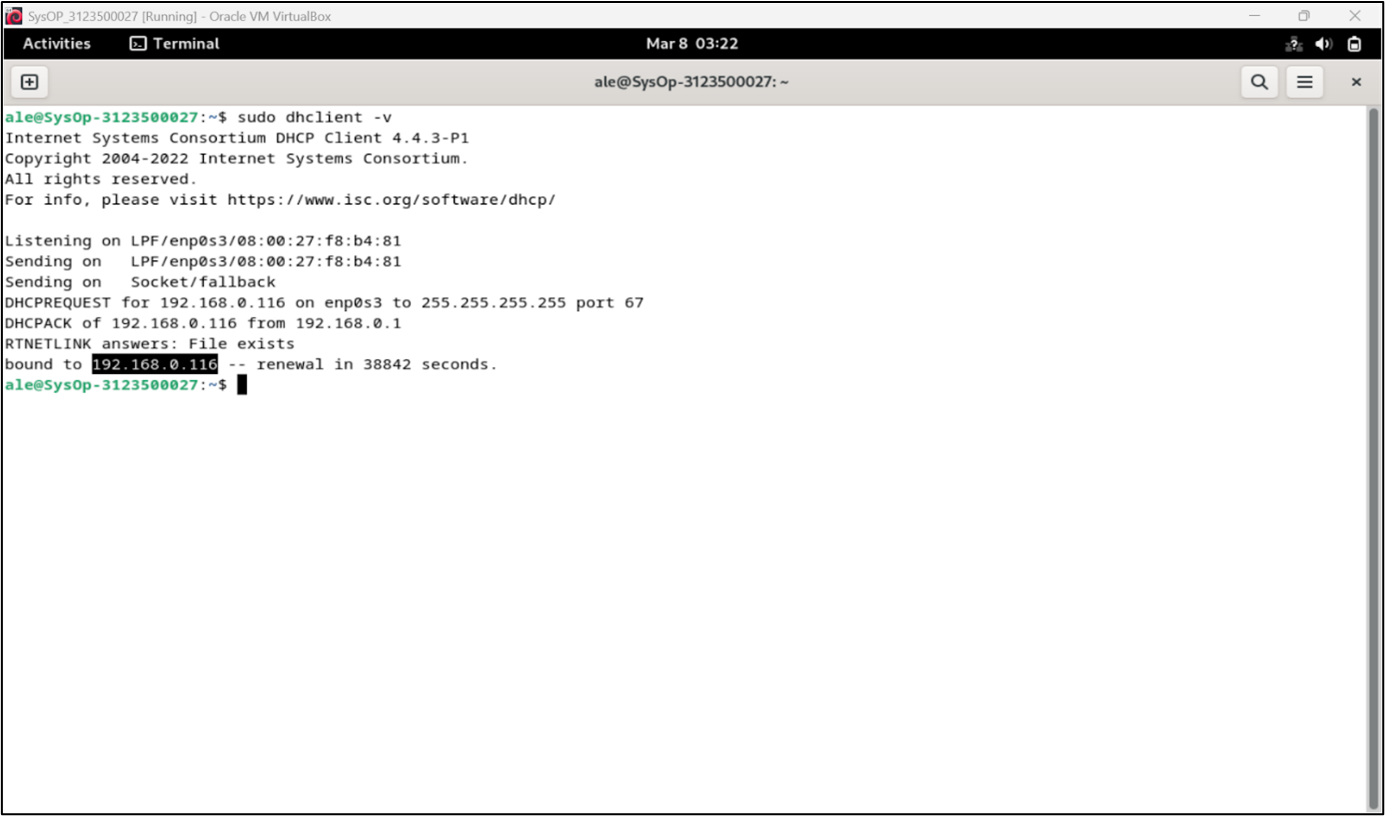 SysOP_3123500027 [Running] - Oracle VM VirtualBox
Activities Terminal Mar 8 03:22
ale@SysOp-3123500027: ~
ale@SysOp-3123500027:~$ sudo dhclient -v
Internet Systems Consortium DHCP Client 4.4.3-P1
Copyright 2004-2022 Internet Systems Consortium.
All rights reserved.
For info, please visit https://www.isc.org/software/dhcp/
Listening on LPF/enp0s3/08:00:27:f8:b4:81
Sending on   LPF/enp0s3/08:00:27:f8:b4:81
Sending on   Socket/fallback
DHCPREQUEST for 192.168.0.116 on enp0s3 to 255.255.255.255 port 67
DHCPACK of 192.168.0.116 from 192.168.0.1
RTNETLINK answers: File exists
bound to 192.168.0.116 -- renewal in 38842 seconds.
ale@SysOp-3123500027:~$